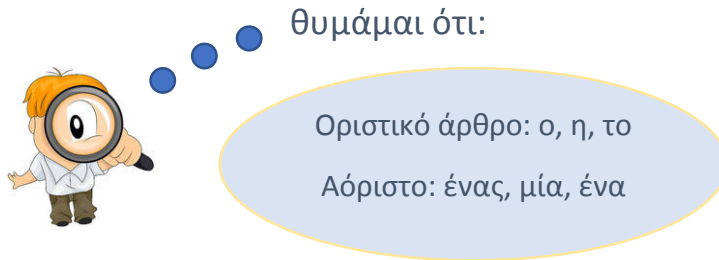 θυμάμαι ότι:
Οριστικό άρθρο: ο, η, το
Αόριστο: ένας, μία, ένα